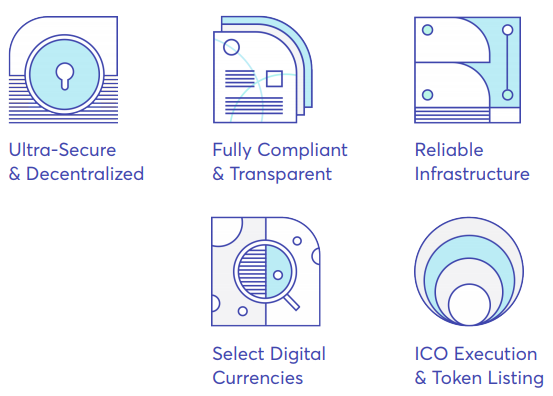 Ultra-Secure
& Decentralized
Fully Compliant
& Transparent
Reliable
Infrastructure
Select Digital
Currencies
ICO Execution
& Token Listing